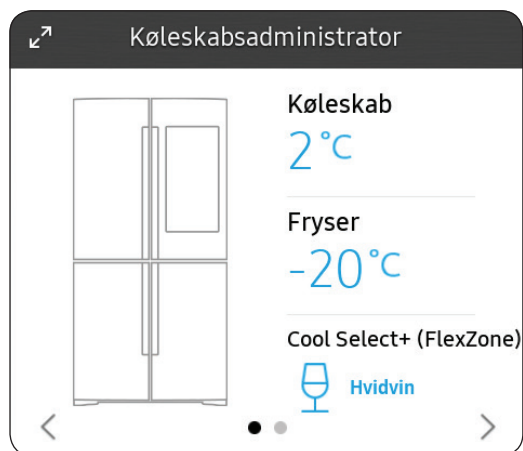 Køleskabsadministrator
Køleskab
2°C
Fryser
-20°C
Cool Select+ (FlexZone)
Hvidvin